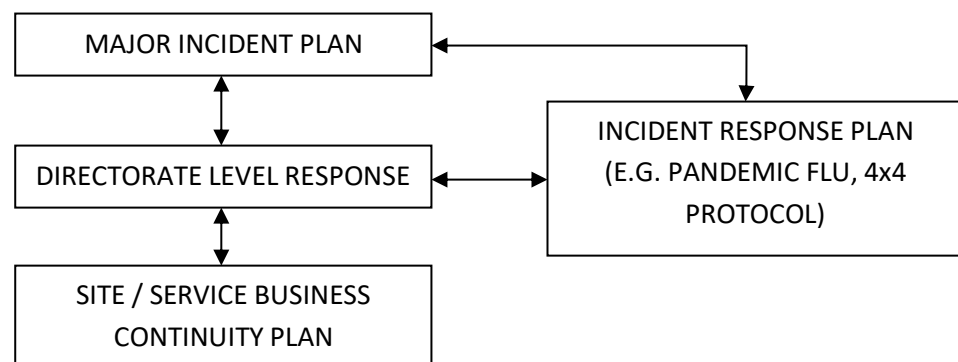 MAJOR INCIDENT PLAN
DIRECTORATE LEVEL RESPONSE
SITE / SERVICE BUSINESS
CONTINUITY PLAN
INCIDENT RESPONSE PLAN
(E.G. PANDEMIC FLU, 4x4
PROTOCOL)